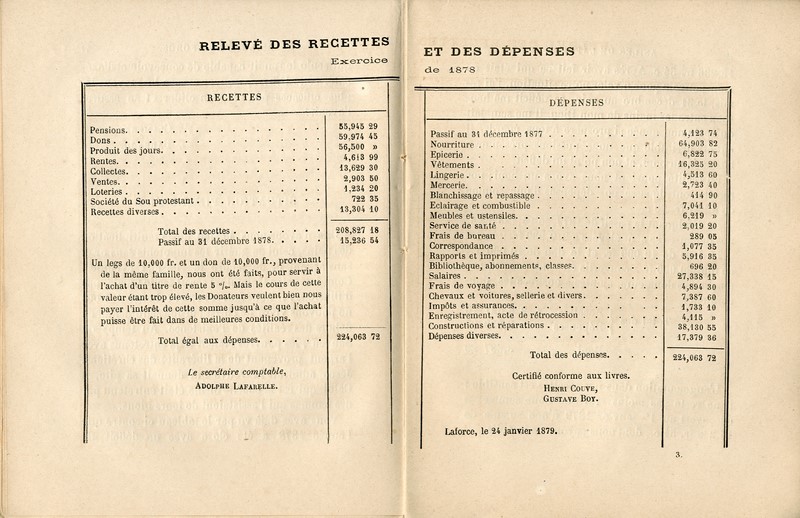 RELEVÉ DES RECETTES
Exercice
RECETTES
Pensions. . . . . . . . . . . . . . 55,945 29
Dons . . . . . . . . . . . . . . . 59,974 45
Produit des jours. . . . . . . . . . . . 56,500 »
Rentes. . . . . . . . . . . . . . . 4,613 99
Collectes. . . . . . . . . . . . . . 13,629 30
Ventes. . . . . . . . . . . . . . . 2,903 50
Loteries . . . . . . . . . . . . . . 1,234 20
Société du Sou protestant . . . . . . . . . 722 35
Recettes diverses . . . . . . . . . . . . 13,304 10
Total des recettes . . . . . . . 208,827 18
Passif au 31 décembre 1878. . . . . 15,236 54
Un legs de 10,000 fr. et un don de 10,000 fr., provenant
de la même famille, nous ont été faits, pour servir à
l'achat d'un titre de rente 5 %. Mais le cours de cette
valeur étant trop élevé, les Donateurs veulent bien nous
payer l'intérêt de cette somme jusqu'à ce que l'achat
puisse être fait dans de meilleures conditions.
Total égal aux dépenses. . . . . . 224,063 72
Le secrétaire comptable,
ADOLPHE LAFARELLE.
ET DES DÉPENSES
de 1878
DÉPENSES
Passif au 31 décembre 1877 . . . . . . . . 4,123 74
Nourriture . . . . . . . . . . . . . 64,903 82
Epicerie . . . . . . . . . . . . . . 6,822 75
Vêtements . . . . . . . . . . . . . 16,325 20
Lingerie . . . . . . . . . . . . . . 4,513 60
Mercerie. . . . . . . . . . . . . . 2,723 40
Blanchissage et repassage . . . . . . . . . 414 90
Eclairage et combustible . . . . . . . . . 7,041 10
Meubles et ustensiles. . . . . . . . . . . 6,219 »
Service de santé . . . . . . . . . . . . 2,019 20
Frais de bureau . . . . . . . . . . . . 289 05
Correspondance . . . . . . . . . . . . 1,077 35
Rapports et imprimés . . . . . . . . . . 5,916 35
Bibliothèque, abonnements, classes. . . . . . . 696 20
Salaires . . . . . . . . . . . . . . 27,338 15
Frais de voyage . . . . . . . . . . . . 4,894 30
Chevaux et voitures, sellerie et divers. . . . . . 7,387 60
Impôts et assurances. . . . . . . . . . . 1,733 10
Enregistrement, acte de rétrocession . . . . . . 4,115 »
Constructions et réparations . . . . . . . . 38,130 55
Dépenses diverses. . . . . . . . . . . . 17,379 36
Total des dépenses. . . . . 224,063 72
Certifié conforme aux livres.
HENRI COUVE,
GUSTAVE BOY.
Laforce, le 24 janvier 1879.
3.